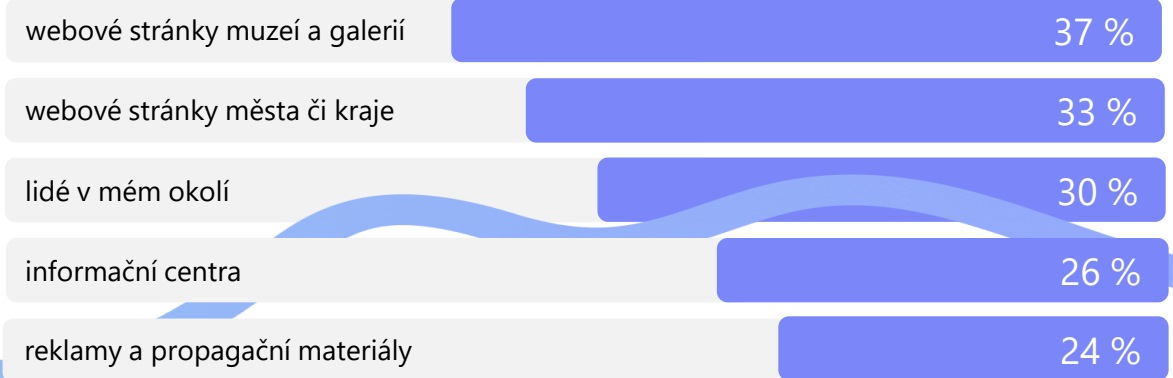 webové stránky muzeí a galerií 37 %
webové stránky města či kraje 33 %
lidé v mém okolí 30 %
informační centra 26 %
reklamy a propagační materiály 24 %